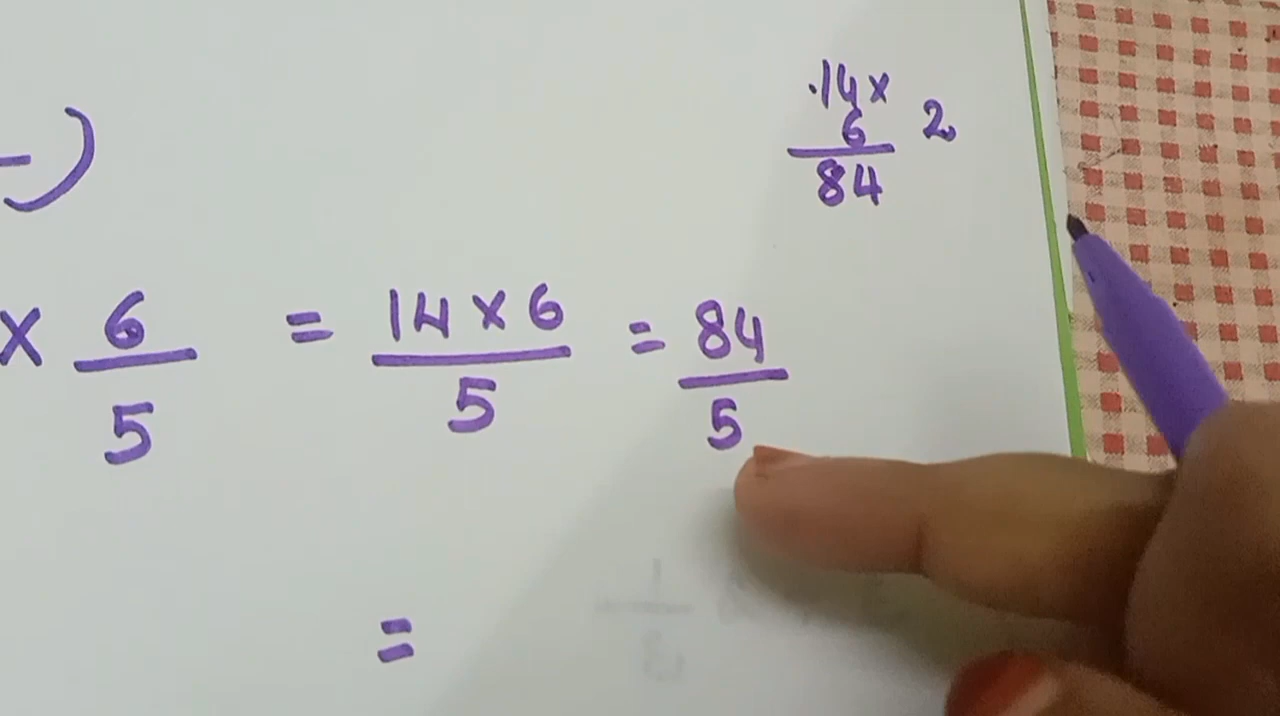 14 x
6 2
84
-)
x 6/5 = 14 x 6/5 = 84/5
=